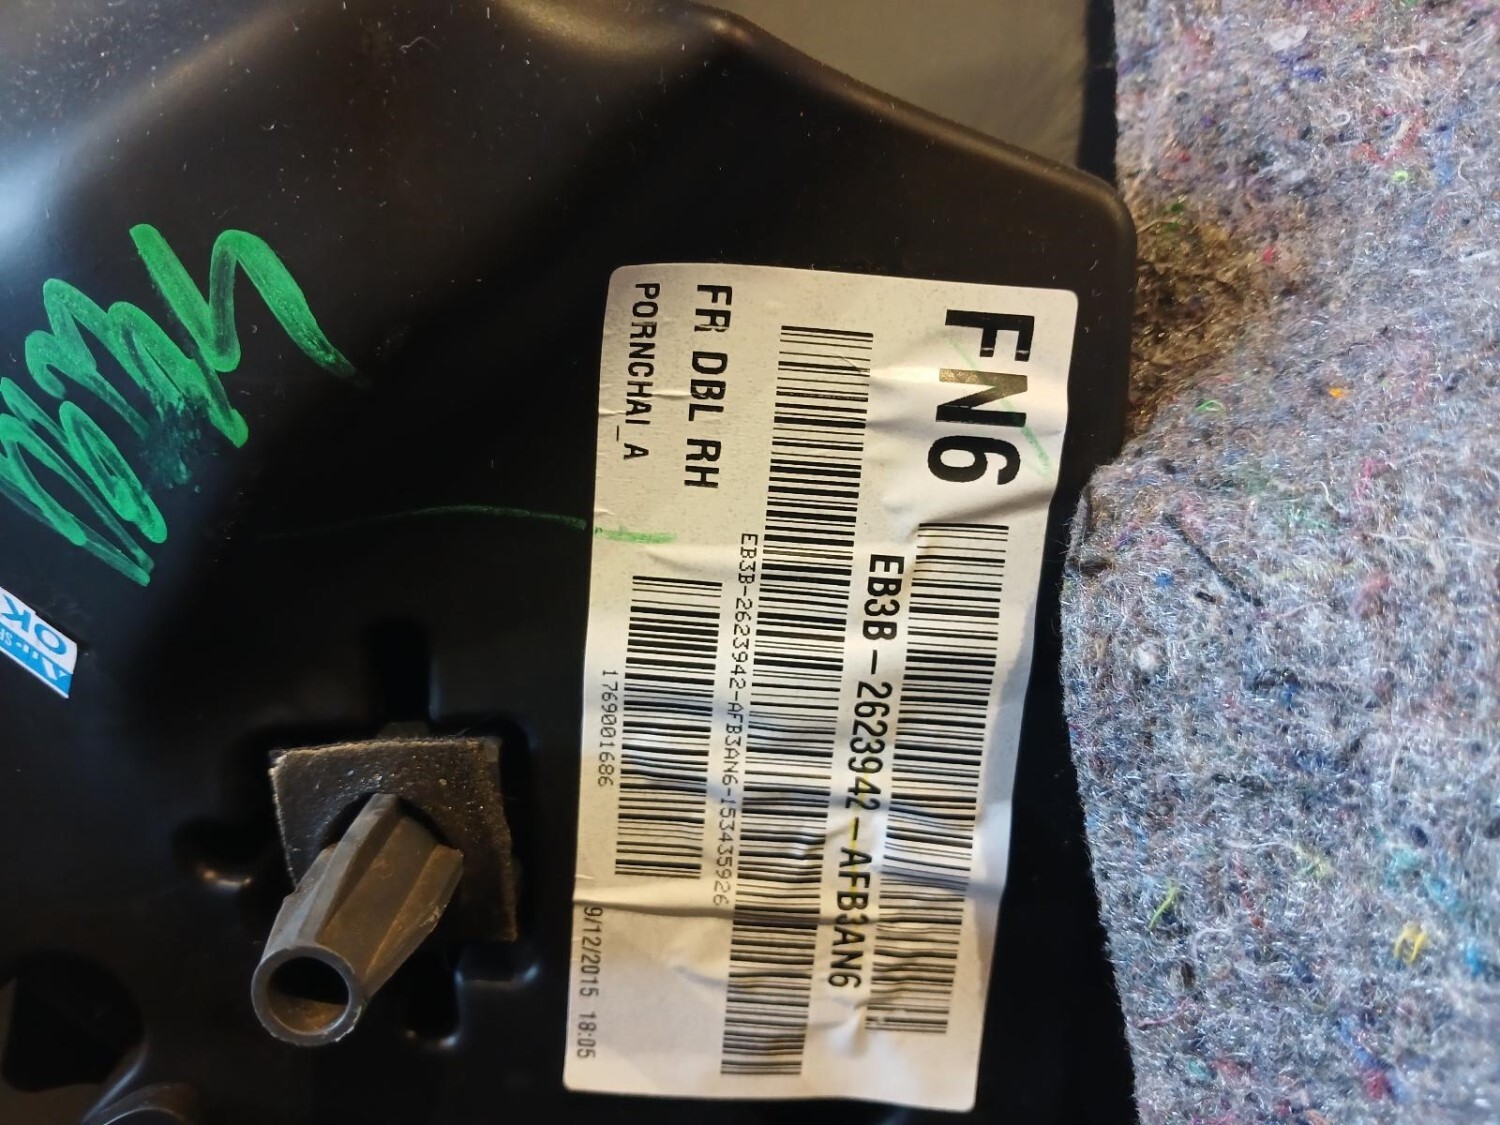 FN6
EB3B-2623942-AFB3AN6
EB3B-2623942-AFB3AN6-153435926
FR DBL RH
PORNCHAI_A
1769001686
9/12/2015 18:05
OK